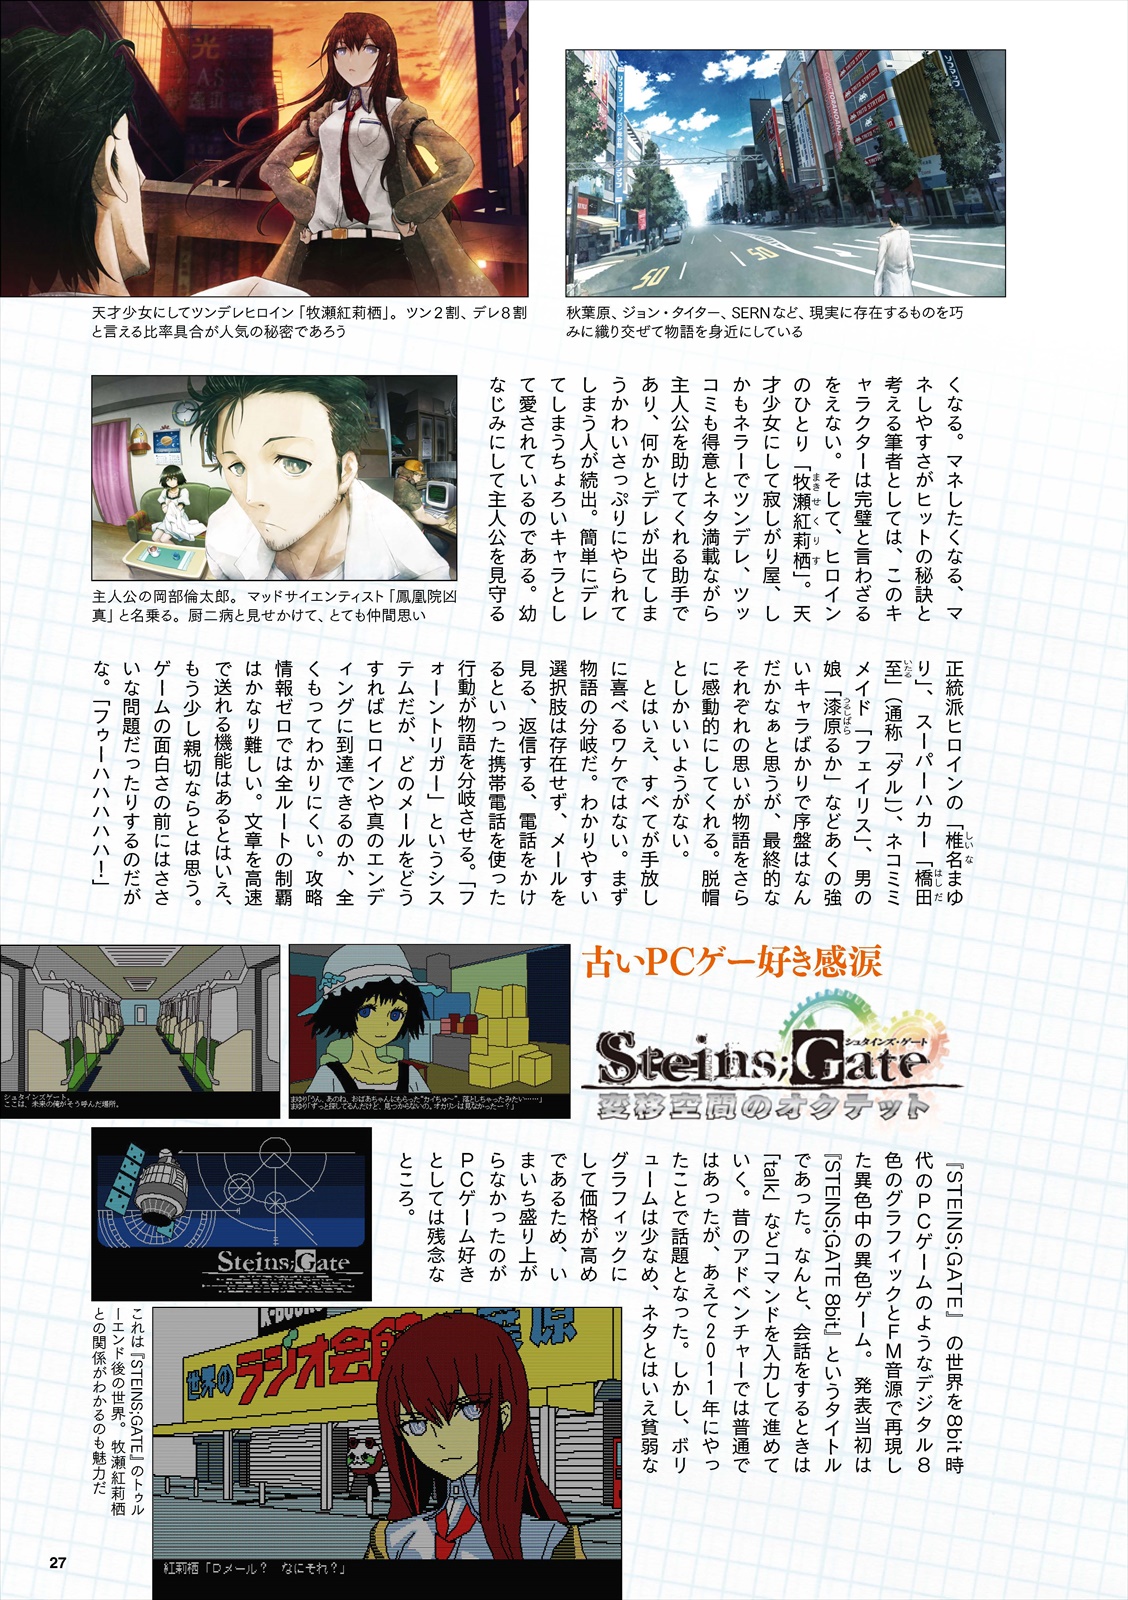 天才少女にしてツンデレヒロイン「牧瀬紅莉栖」。ツン２割、デレ８割
と言える比率具合が人気の秘密であろう
秋葉原、ジョン・タイター、SERNなど、現実に存在するものを巧
みに織り交ぜて物語を身近にしている
主人公の岡部倫太郎。マッドサイエンティスト「鳳凰院凶
真」と名乗る。厨二病と見せかけて、とても仲間思い
くなる。マネしたくなる、マ
ネしやすさがヒットの秘訣と
考える筆者としては、このキ
ャラクターは完璧と言わざる
をえない。そして、ヒロイン
のひとり「牧瀬紅莉栖」。天
まきせくりす
才少女にして寂しがり屋、し
かもネラーでツンデレ、ツッ
コミも得意とネタ満載ながら
主人公を助けてくれる助手で
あり、何かとデレが出てしま
うかわいさっぷりにやられて
しまう人が続出。簡単にデレ
てしまうちょろいキャラとし
て愛されているのである。幼
なじみにして主人公を見守る
正統派ヒロインの「椎名まゆ
しいな
り」、スーパーハカー「橋田
はしだ
至」（通称「ダル」）、ネコミミ
いたる
メイド「フェイリス」、男の
娘「漆原るか」などあくの強
うるしばら
いキャラばかりで序盤はなん
だかなぁと思うが、最終的な
それぞれの思いが物語をさら
に感動的にしてくれる。脱帽
としかいいようがない。
とはいえ、すべてが手放し
に喜べるワケではない。まず
物語の分岐だ。わかりやすい
選択肢は存在せず、メールを
見る、返信する、電話をかけ
るといった携帯電話を使った
行動が物語を分岐させる。「フ
ォーントリガー」というシス
テムだが、どのメールをどう
すればヒロインや真のエンデ
ィングに到達できるのか、全
くもってわかりにくい。攻略
情報ゼロでは全ルートの制覇
はかなり難しい。文章を高速
で送れる機能はあるとはいえ、
もう少し親切ならとは思う。
ゲームの面白さの前にはささ
いな問題だったりするのだが
な。「フゥーハハハハハ！」
シュタインズゲート。
ここは、未来の俺がそう呼んだ場所。
まゆり「うん、あのね、おばあちゃんにもらった"カイちゅ～"、落としちゃったみたい……」
まゆり「ずっと探してるんだけど、見つからないの。オカリンは見なかったー？」
古いPCゲー好き感涙
シュタインズ・ゲート
Steins;Gate
変移空間のオクテット
『STEINS;GATE』の世界を8bit時
代のPCゲームのようなデジタル8
色のグラフィックとFM音源で再現し
た異色中の異色ゲーム。発表当初は
『STEINS;GATE 8bit』というタイトル
であった。なんと、会話をするときは
「talk」などコマンドを入力して進めて
いく。昔のアドベンチャーでは普通で
はあったが、あえて2011年にやっ
たことで話題となった。しかし、ボリ
ュームは少なめ、ネタとはいえ貧弱な
グラフィックに
して価格が高め
であるため、い
まいち盛り上が
らなかったのが
PCゲーム好き
としては残念な
ところ。
Steins;Gate
これは『STEINS;GATE』のトゥル
ーエンド後の世界。牧瀬紅莉栖
との関係がわかるのも魅力だ
K-BOOKS
世界のラジオ会館 秋葉原
紅莉栖「Dメール？　なにそれ？」
27